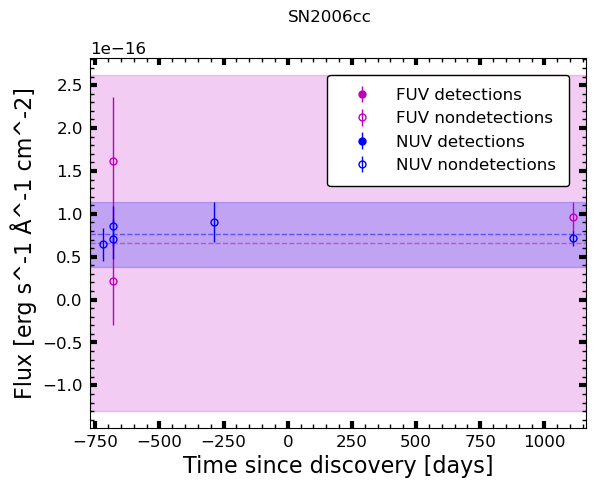 SN2006cc
1e−16
FUV detections
FUV nondetections
NUV detections
NUV nondetections
2.5
2.0
1.5
1.0
0.5
0.0
−0.5
−1.0
Flux [erg s^-1 Å^-1 cm^-2]
−750 −500 −250 0 250 500 750 1000
Time since discovery [days]